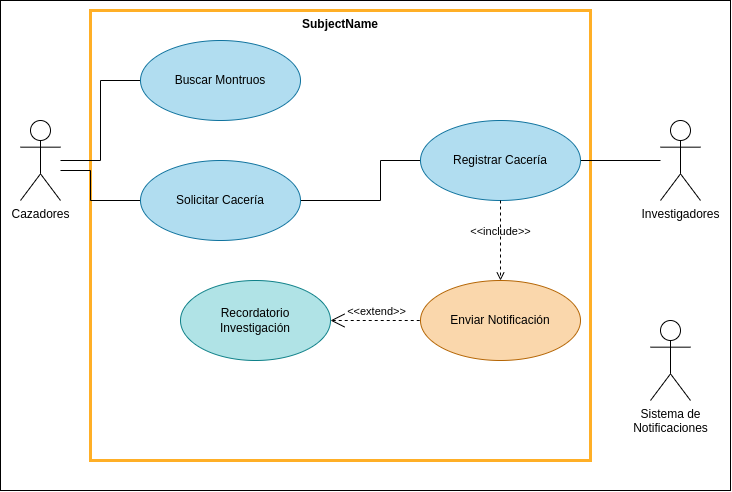 SubjectName
Buscar Montruos
Registrar Cacería
Solicitar Cacería
Cazadores
Investigadores
<<include>>
Recordatorio
Investigación
<<extend>>
Enviar Notificación
Sistema de
Notificaciones